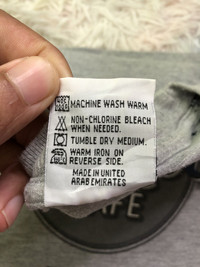 MACHINE WASH WARM
NON-CHLORINE BLEACH
WHEN NEEDED.
TUMBLE DRY MEDIUM.
WARM IRON ON
REVERSE SIDE.
MADE IN UNITED
ARAB EMIRATES